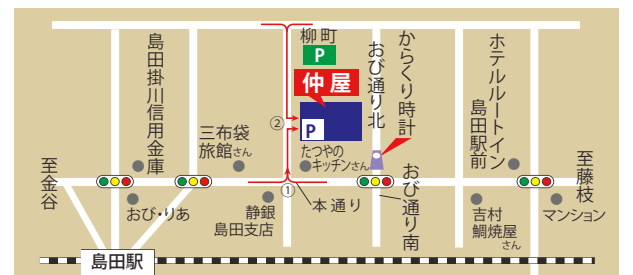 柳町
P
仲屋
P
②
①
島田掛川信用金庫
三布袋
旅館さん
たつやの
キッチンさん
おび通り北
からくり時計
ホテルルートイン
島田駅前
至金谷
至藤枝
おび・りあ
静銀
島田支店
本通り
おび通り南
吉村
鯛焼屋
さん
マンション
島田駅